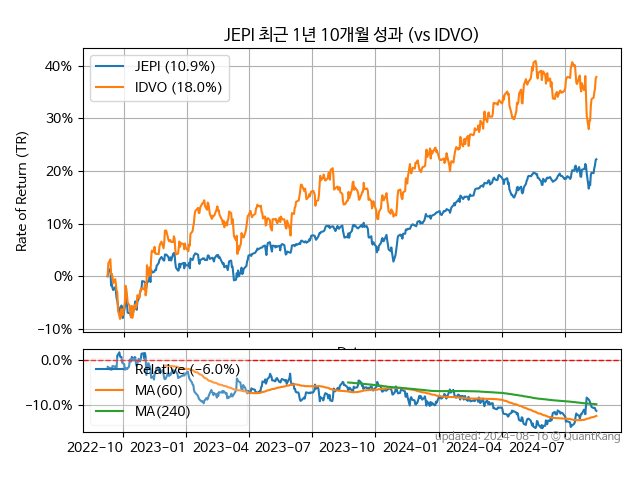 JEPI 최근 1년 10개월 성과 (vs IDVO)
JEPI (10.9%)
IDVO (18.0%)
Rate of Return (TR)
40%
30%
20%
10%
0%
−10%
0.0%
−10.0%
Relative (−6.0%)
MA(60)
MA(240)
2022-10 2023-01 2023-04 2023-07 2023-10 2024-01 2024-04 2024-07
Updated: 2024-08-16 © QuantKang